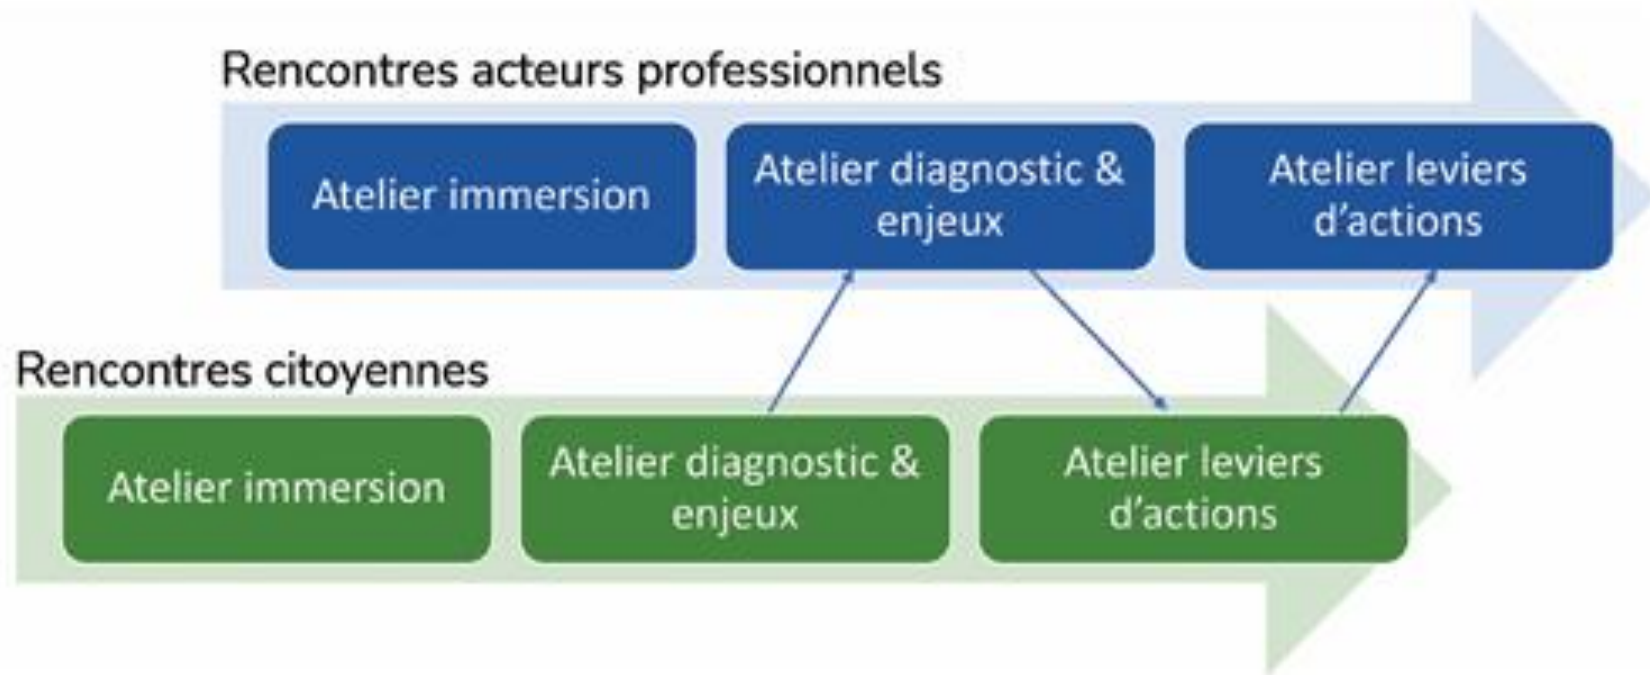 Rencontres acteurs professionnels
Atelier immersion
Atelier diagnostic &
enjeux
Atelier leviers
d’actions
Rencontres citoyennes
Atelier immersion
Atelier diagnostic &
enjeux
Atelier leviers
d’actions